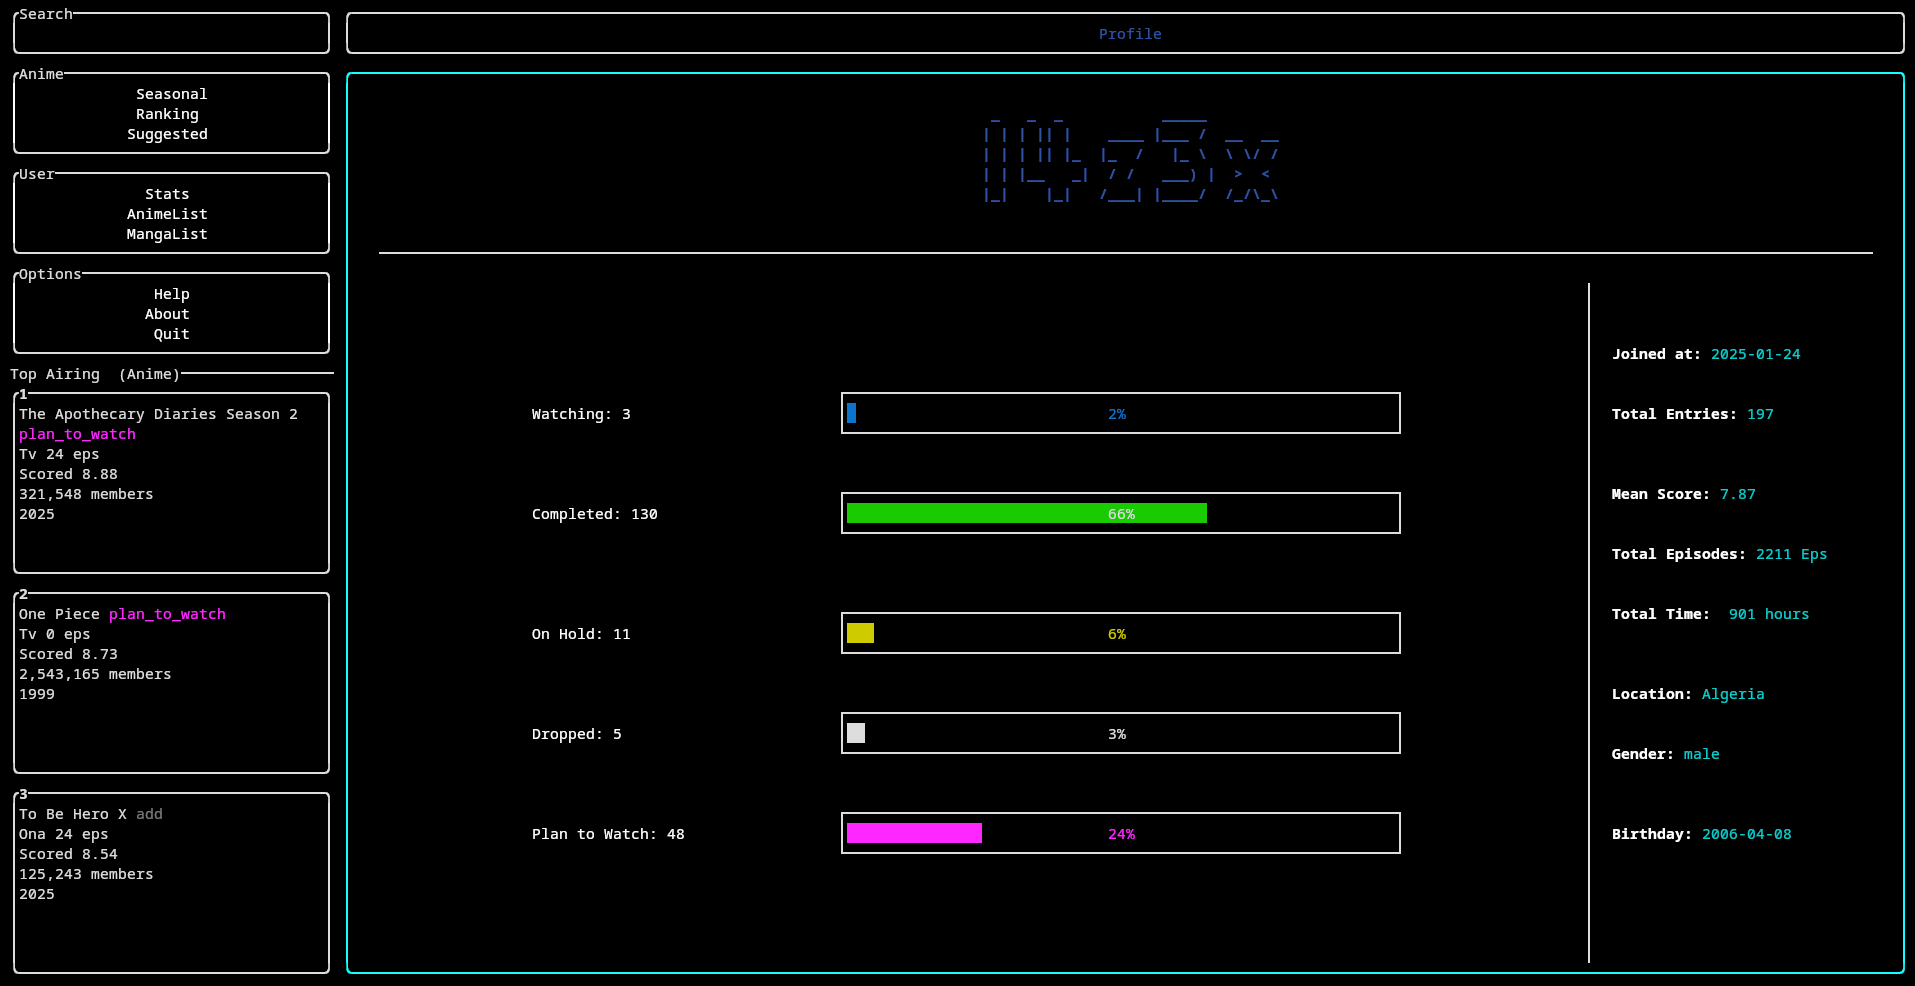 Search
Profile
Anime
Seasonal
Ranking
Suggested
User
Stats
AnimeList
MangaList
Options
Help
About
Quit
Top Airing  (Anime)
1
The Apothecary Diaries Season 2
plan_to_watch
Tv 24 eps
Scored 8.88
321,548 members
2025
2
One Piece plan_to_watch
Tv 0 eps
Scored 8.73
2,543,165 members
1999
3
To Be Hero X add
Ona 24 eps
Scored 8.54
125,243 members
2025
l4z3x
Watching: 3 2%
Completed: 130 66%
On Hold: 11 6%
Dropped: 5 3%
Plan to Watch: 48 24%
Joined at: 2025-01-24
Total Entries: 197
Mean Score: 7.87
Total Episodes: 2211 Eps
Total Time:  901 hours
Location: Algeria
Gender: male
Birthday: 2006-04-08